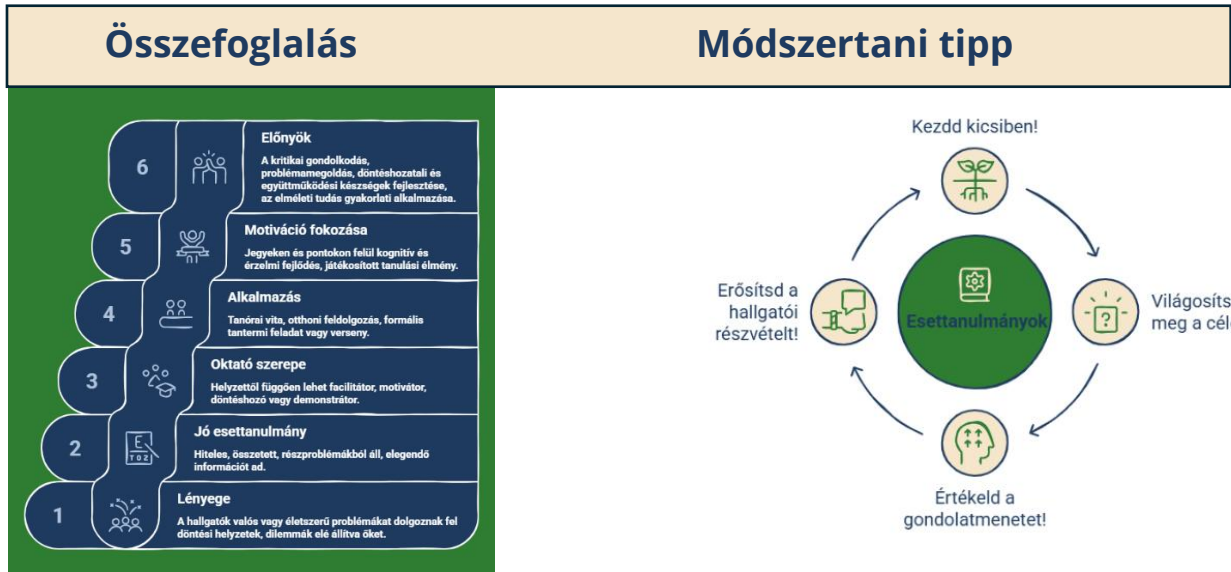 Összefoglalás
Módszertani tipp
6
Előnyök
A kritikai gondolkodás,
problémamegoldás, döntéshozatali és
együttműködési készségek fejlesztése,
az elméleti tudás gyakorlati alkalmazása.
5
Motiváció fokozása
Jegyeken és pontokon felül kognitív és
érzelmi fejlődés, játékosított tanulási élmény.
4
Alkalmazás
Tanórai vita, otthoni feldolgozás, formális
tantermi feladat vagy verseny.
3
Oktató szerepe
Helyzettől függően lehet facilitátor, motivátor,
döntéshozó vagy demonstrátor.
2
E
TOZ
Jó esettanulmány
Hiteles, összetett, részproblémákból áll, elegendő
információt ad.
1
Lényege
A hallgatók valós vagy életszerű problémákat dolgoznak fel
döntési helyzetek, dilemmák elé állítva őket.
Kezdd kicsiben!
Világosíts
meg a cél
Értékeld a
gondolatmenetet!
Erősítsd a
hallgatói
részvételt!
Esettanulmányok
?